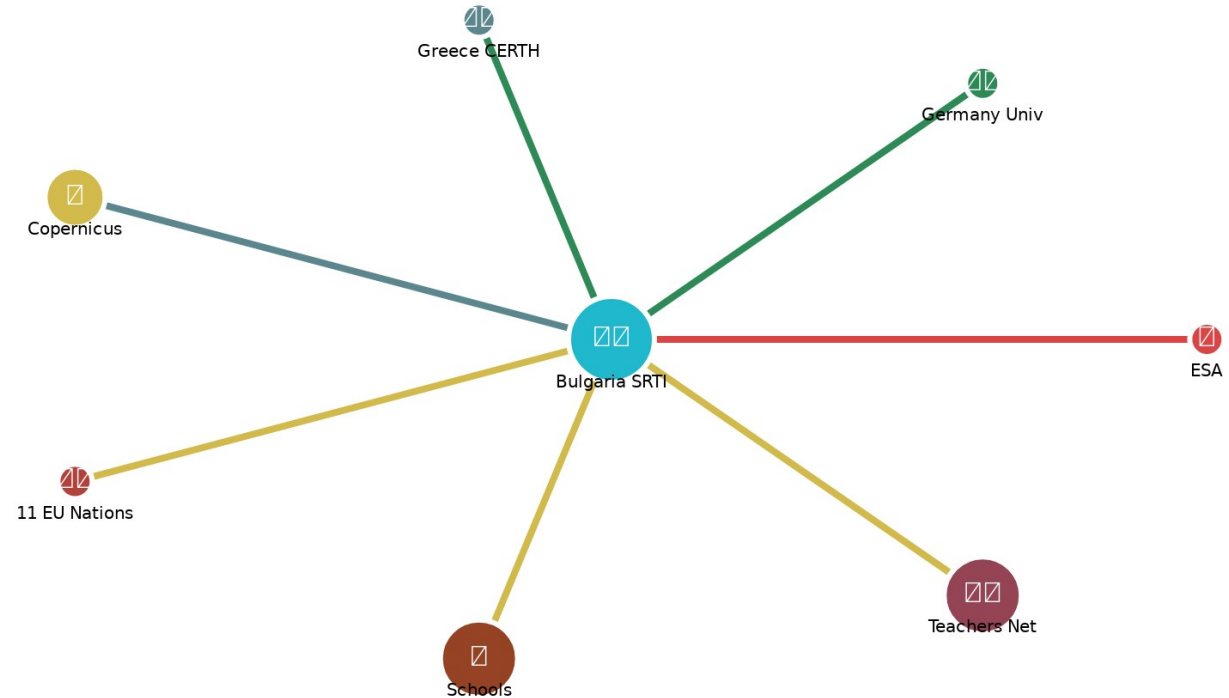 Greece CERTH
Germany Univ
Copernicus
Bulgaria SRTI
ESA
11 EU Nations
Teachers Net
Schools